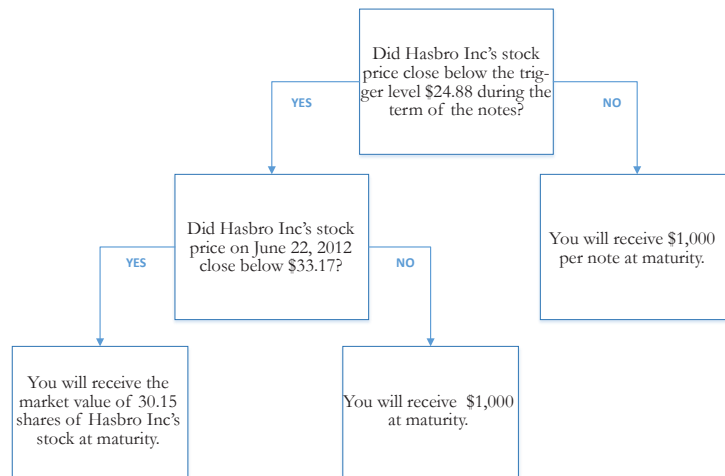 Did Hasbro Inc's stock
price close below the trig-
ger level $24.88 during the
term of the notes?
YES
NO
Did Hasbro Inc's stock
price on June 22, 2012
close below $33.17?
You will receive $1,000
per note at maturity.
YES
NO
You will receive the
market value of 30.15
shares of Hasbro Inc's
stock at maturity.
You will receive $1,000
at maturity.